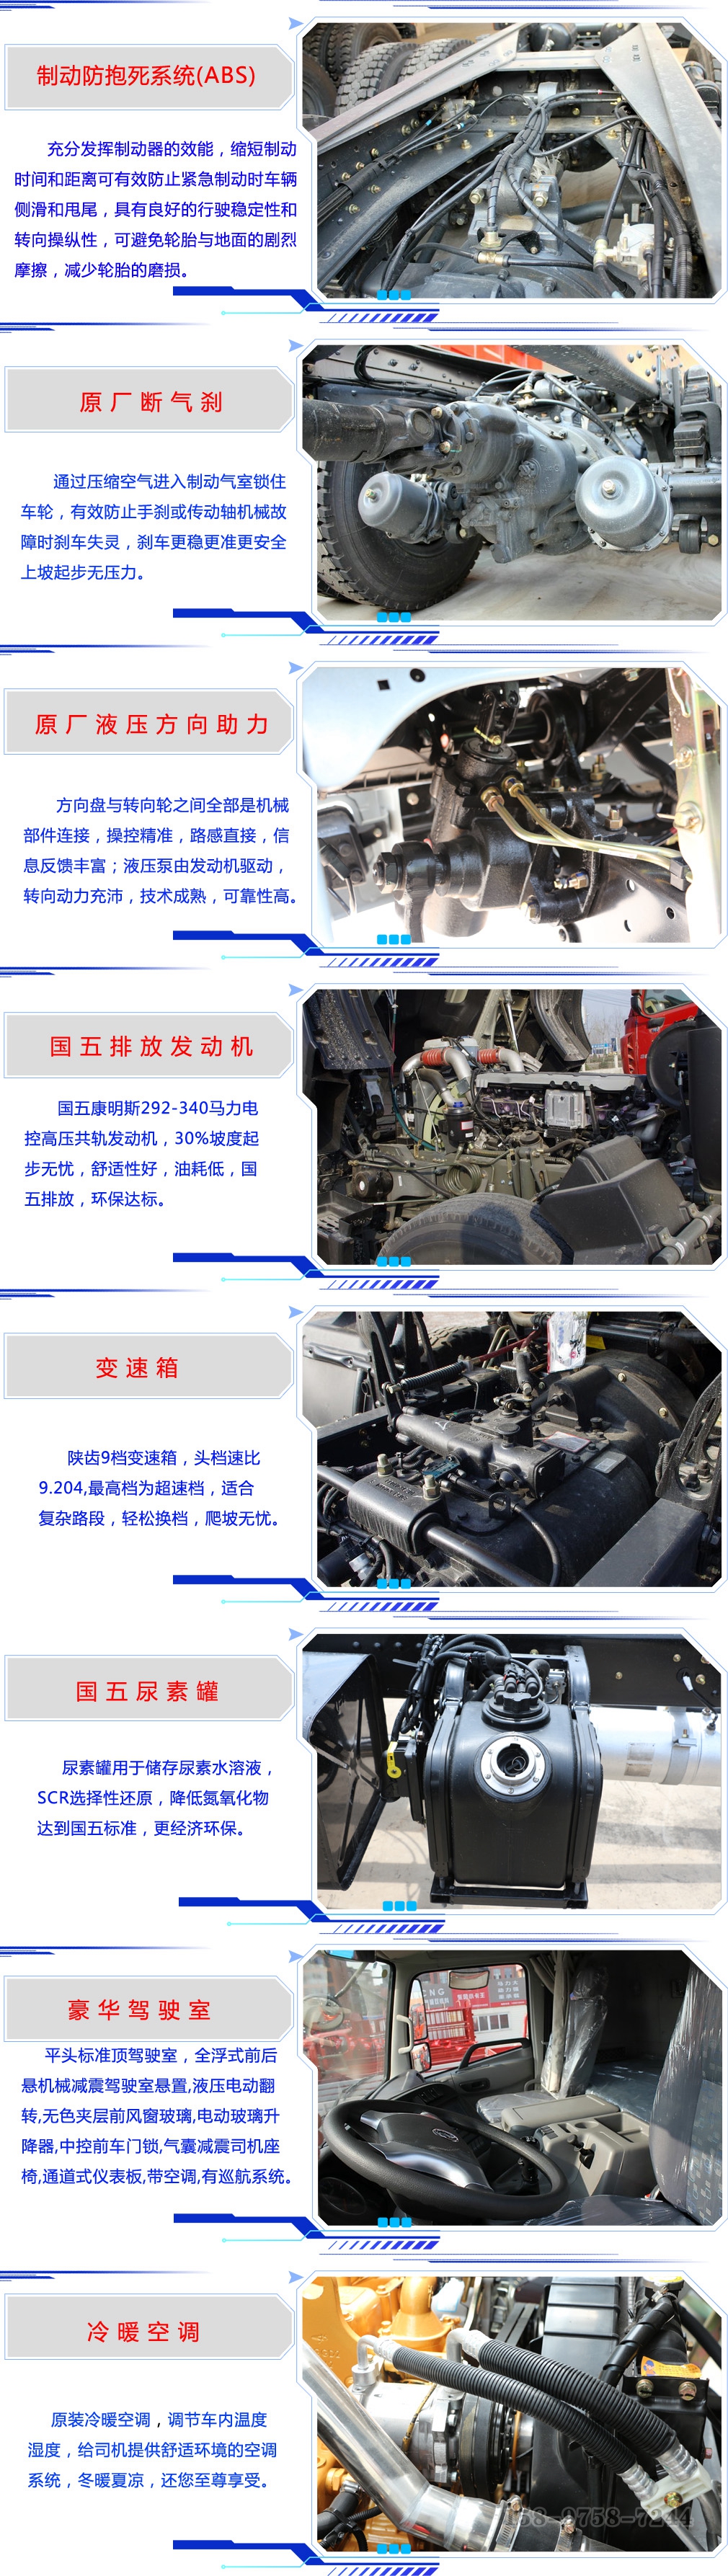 制动防抱死系统(ABS)
充分发挥制动器的效能，缩短制动
时间和距离可有效防止紧急制动时车辆
侧滑和甩尾，具有良好的行驶稳定性和
转向操纵性，可避免轮胎与地面的剧烈
摩擦，减少轮胎的磨损。
原厂断气刹
通过压缩空气进入制动气室锁住
车轮，有效防止手刹或传动轴机械故
障时刹车失灵，刹车更稳更准更安全
上坡起步无压力。
原厂液压方向助力
方向盘与转向轮之间全部是机械
部件连接，操控精准，路感直接，信
息反馈丰富；液压泵由发动机驱动，
转向动力充沛，技术成熟，可靠性高。
国五排放发动机
国五康明斯292-340马力电
控高压共轨发动机，30%坡度起
步无忧，舒适性好，油耗低，国
五排放，环保达标。
变速箱
陕齿9档变速箱，头档速比
9.204,最高档为超速档，适合
复杂路段，轻松换档，爬坡无忧。
国五尿素罐
尿素罐用于储存尿素水溶液，
SCR选择性还原，降低氮氧化物
达到国五标准，更经济环保。
豪华驾驶室
平头标准顶驾驶室，全浮式前后
悬机械减震驾驶室悬置,液压电动翻
转,无色夹层前风窗玻璃,电动玻璃升
降器,中控前车门锁,气囊减震司机座
椅,通道式仪表板,带空调,有巡航系统。
冷暖空调
原装冷暖空调，调节车内温度
湿度，给司机提供舒适环境的空调
系统，冬暖夏凉，还您至尊享受。